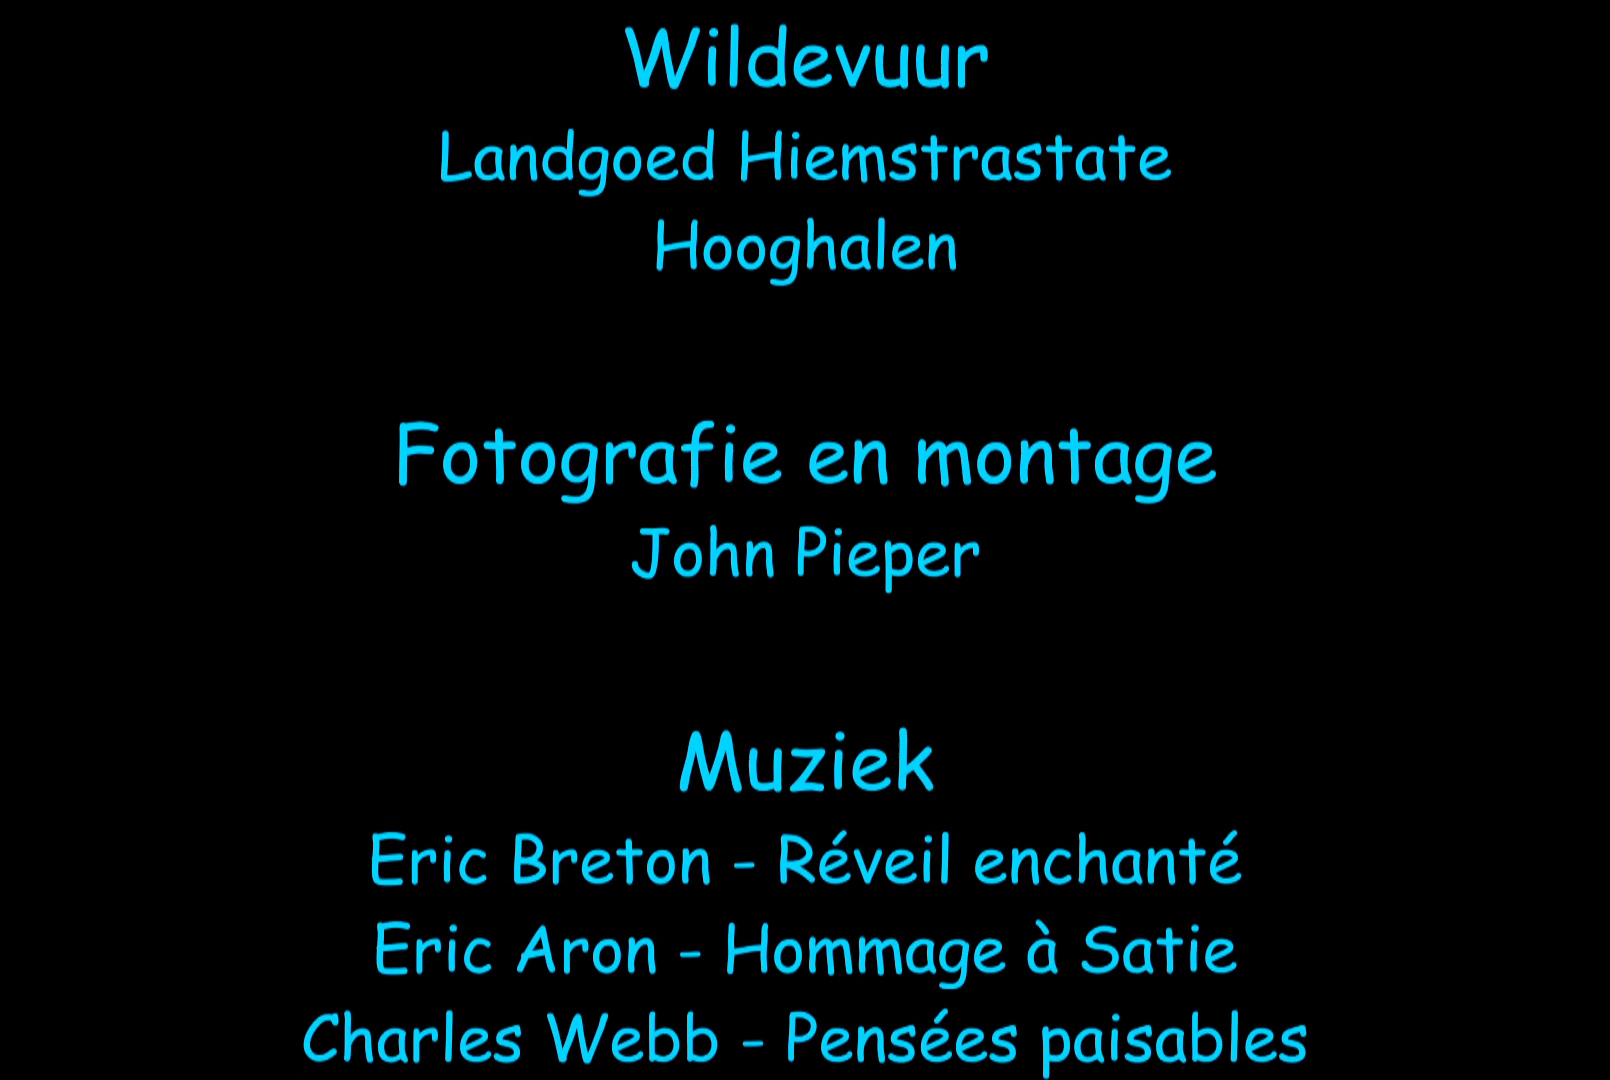 Wildevuur
Landgoed Hiemstrastate
Hooghalen
Fotografie en montage
John Pieper
Muziek
Eric Breton - Réveil enchanté
Eric Aron - Hommage à Satie
Charles Webb - Pensées paisables